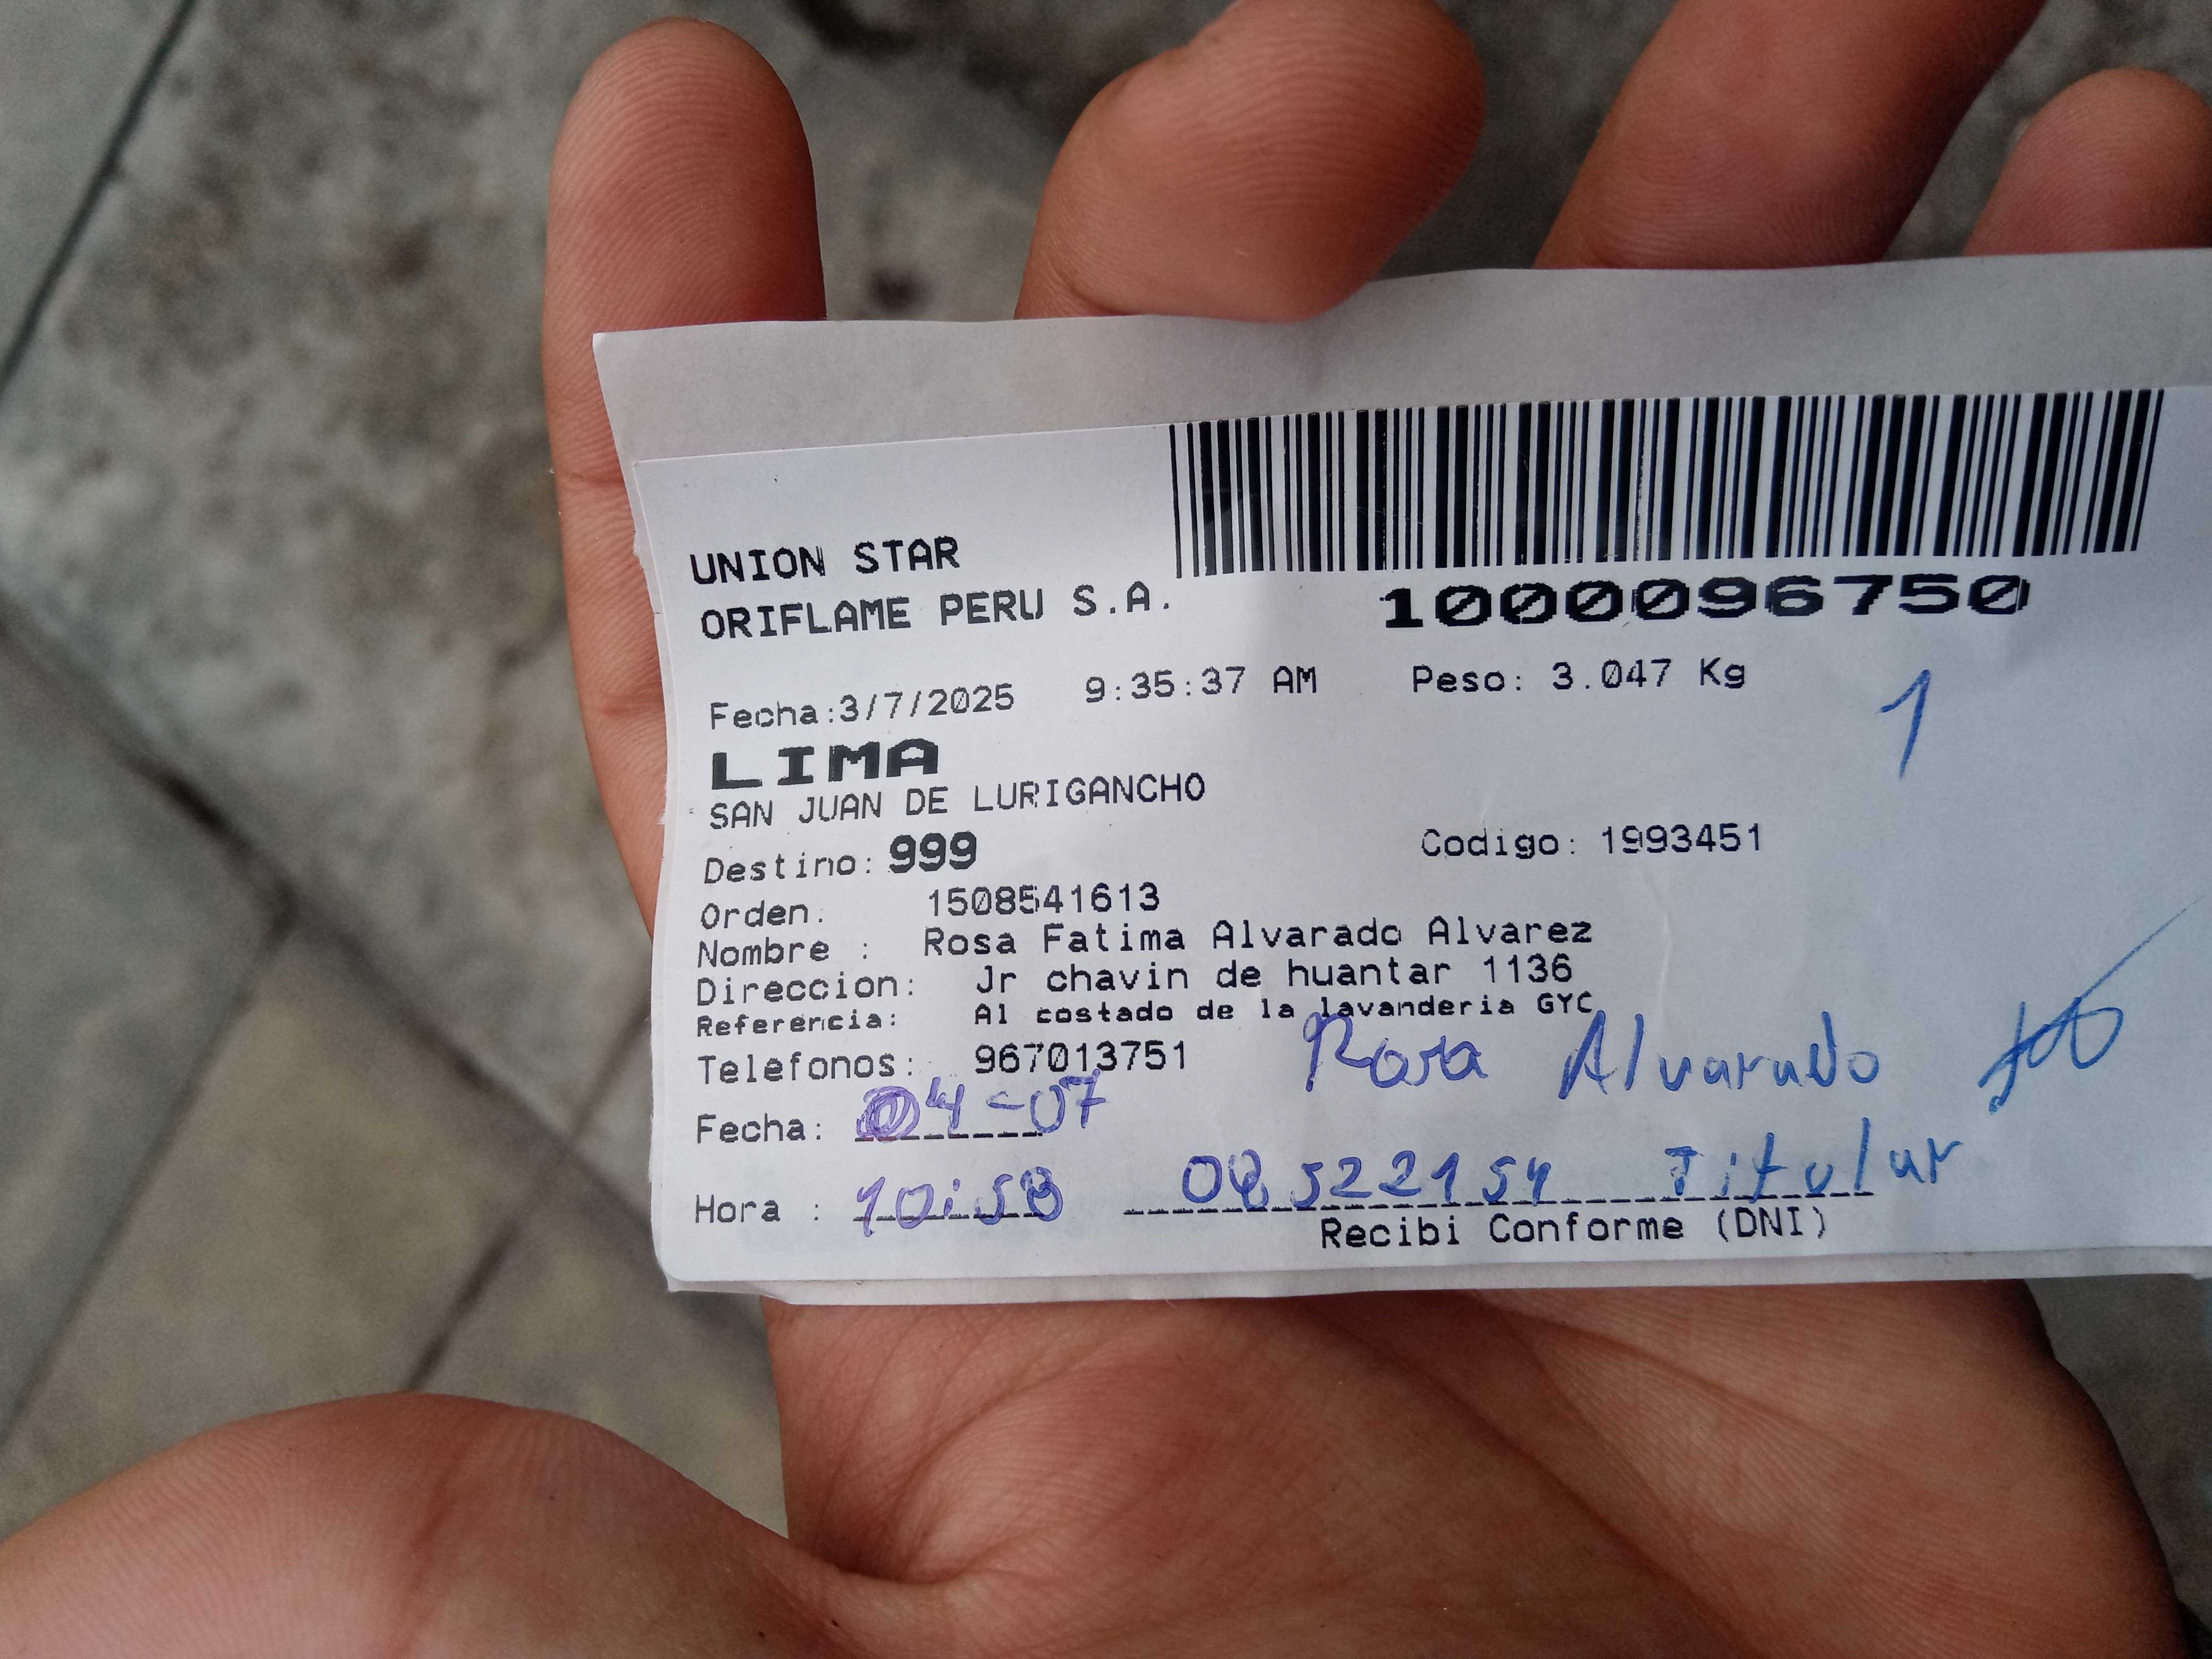 UNION STAR
ORIFLAME PERU S.A.
1000096750
Fecha:3/7/2025 9:35:37 AM Peso: 3.047 Kg
1
LIMA
SAN JUAN DE LURIGANCHO
Destino: 999 Codigo: 1993451
Orden: 1508541613
Nombre : Rosa Fatima Alvarado Alvarez
Direccion: Jr chavin de huantar 1136
Referencia: Al costado de la lavanderia GYC
Telefonos: 967013751 Rosa Alvarado
Fecha: 04-07
Hora : 10:58 Titular
Recibi Conforme (DNI)